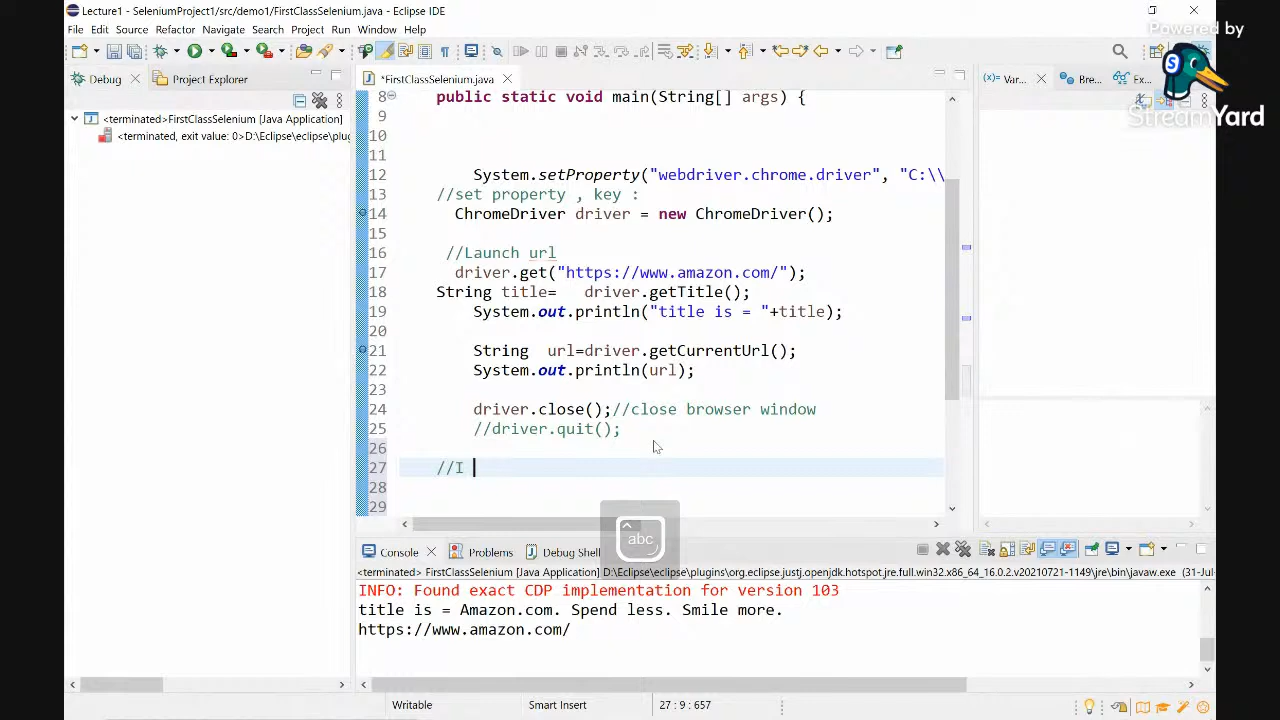 Lecture1 - SeleniumProject1/src/demo1/FirstClassSelenium.java - Eclipse IDE
File Edit Source Refactor Navigate Search Project Run Window Help
Powered by
StreamYard
Debug
Project Explorer
*FirstClassSelenium.java
Var...
Bre...
Ex...
<terminated>FirstClassSelenium [Java Application]
<terminated, exit value: 0>D:\Eclipse\eclipse\plug
8 public static void main(String[] args) {
9
10
11
12 System.setProperty("webdriver.chrome.driver", "C:\\
13 //set property , key :
14 ChromeDriver driver = new ChromeDriver();
15
16 //Launch url
17 driver.get("https://www.amazon.com/");
18 String title= driver.getTitle();
19 System.out.println("title is = "+title);
20
21 String url=driver.getCurrentUrl();
22 System.out.println(url);
23
24 driver.close();//close browser window
25 //driver.quit();
26
27 //I
28
29
abc
Console
Problems
Debug Shell
<terminated> FirstClassSelenium [Java Application] D:\Eclipse\eclipse\plugins\org.eclipse.justj.openjdk.hotspot.jre.full.win32.x86_64_16.0.2.v20210721-1149\jre\bin\javaw.exe (31-Jul-
INFO: Found exact CDP implementation for version 103
title is = Amazon.com. Spend less. Smile more.
https://www.amazon.com/
Writable
Smart Insert
27 : 9 : 657